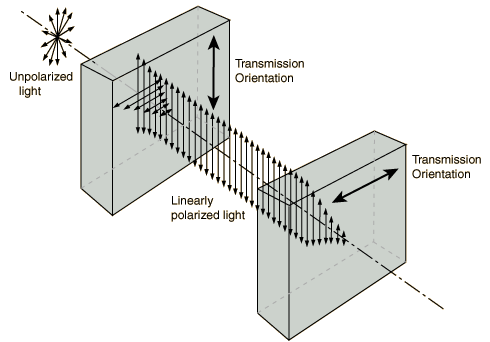 Unpolarized
light
Transmission
Orientation
Linearly
polarized light
Transmission
Orientation